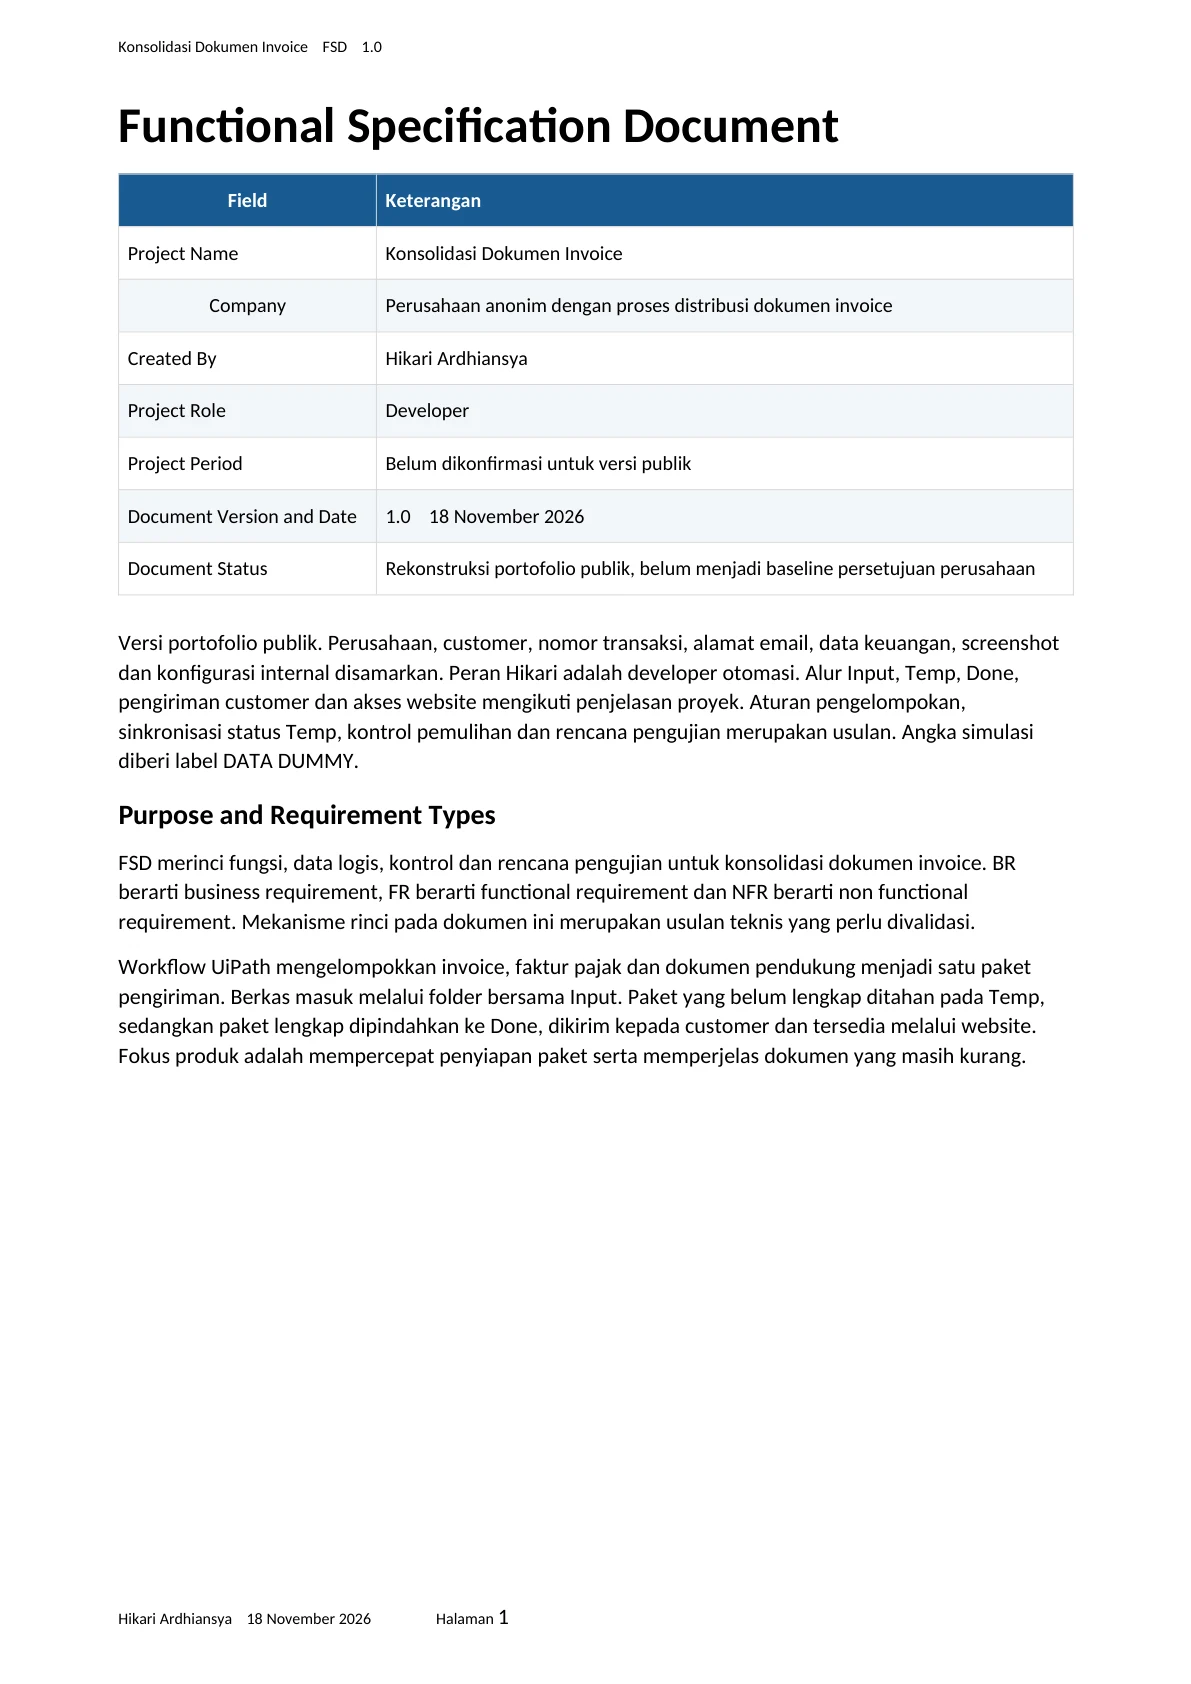 Konsolidasi Dokumen Invoice FSD 1.0
Functional Specification Document
Field Keterangan
Project Name Konsolidasi Dokumen Invoice
Company Perusahaan anonim dengan proses distribusi dokumen invoice
Created By Hikari Ardhiansya
Project Role Developer
Project Period Belum dikonfirmasi untuk versi publik
Document Version and Date 1.0 18 November 2026
Document Status Rekonstruksi portofolio publik, belum menjadi baseline persetujuan perusahaan
Versi portofolio publik. Perusahaan, customer, nomor transaksi, alamat email, data keuangan, screenshot
dan konfigurasi internal disamarkan. Peran Hikari adalah developer otomasi. Alur Input, Temp, Done,
pengiriman customer dan akses website mengikuti penjelasan proyek. Aturan pengelompokan,
sinkronisasi status Temp, kontrol pemulihan dan rencana pengujian merupakan usulan. Angka simulasi
diberi label DATA DUMMY.
Purpose and Requirement Types
FSD merinci fungsi, data logis, kontrol dan rencana pengujian untuk konsolidasi dokumen invoice. BR
berarti business requirement, FR berarti functional requirement dan NFR berarti non functional
requirement. Mekanisme rinci pada dokumen ini merupakan usulan teknis yang perlu divalidasi.
Workflow UiPath mengelompokkan invoice, faktur pajak dan dokumen pendukung menjadi satu paket
pengiriman. Berkas masuk melalui folder bersama Input. Paket yang belum lengkap ditahan pada Temp,
sedangkan paket lengkap dipindahkan ke Done, dikirim kepada customer dan tersedia melalui website.
Fokus produk adalah mempercepat penyiapan paket serta memperjelas dokumen yang masih kurang.
Hikari Ardhiansya 18 November 2026 Halaman 1